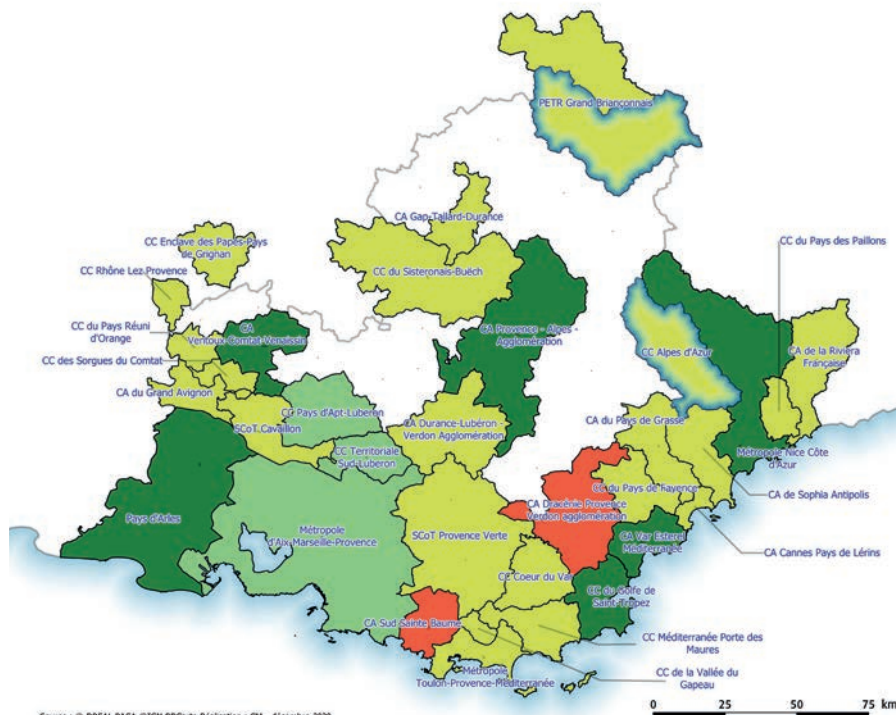 PETR Grand Briançonnais
CA Gap-Tallard-Durance
CC du Pays des Paillons
CC Enclave des Papes-Pays
de Grignan
CC du Sisteronais-Buëch
CC Rhône Lez Provence
CC du Pays Réuni
d'Orange
CA
Ventoux-Comtat-Venaissin
CA Provence - Alpes -
Agglomération
CC Alpes d'Azur
CA de la Riviera
Française
CC des Sorgues du Comtat
CA du Grand Avignon
CC Pays d'Apt-Luberon
SCoT Cavaillon
CA Durance-Lubéron -
Verdon Agglomération
CA du Pays de Grasse
CC Territoriale
Sud-Luberon
Métropole Nice Côte
d'Azur
CC du Pays de Fayence
CA de Sophia Antipolis
CA Dracénie Provence
Verdon agglomération
Pays d'Arles
Métropole
d'Aix-Marseille-Provence
SCoT Provence Verte
CA Var Esterel
Méditerranée
CA Cannes Pays de Lérins
CC Coeur du Var
CC du Golfe de
Saint-Tropez
CA Sud Sainte Baume
CC Méditerranée Porte des
Maures
Métropole
Toulon-Provence-Méditerranée
CC de la Vallée du
Gapeau
0 25 50 75 km